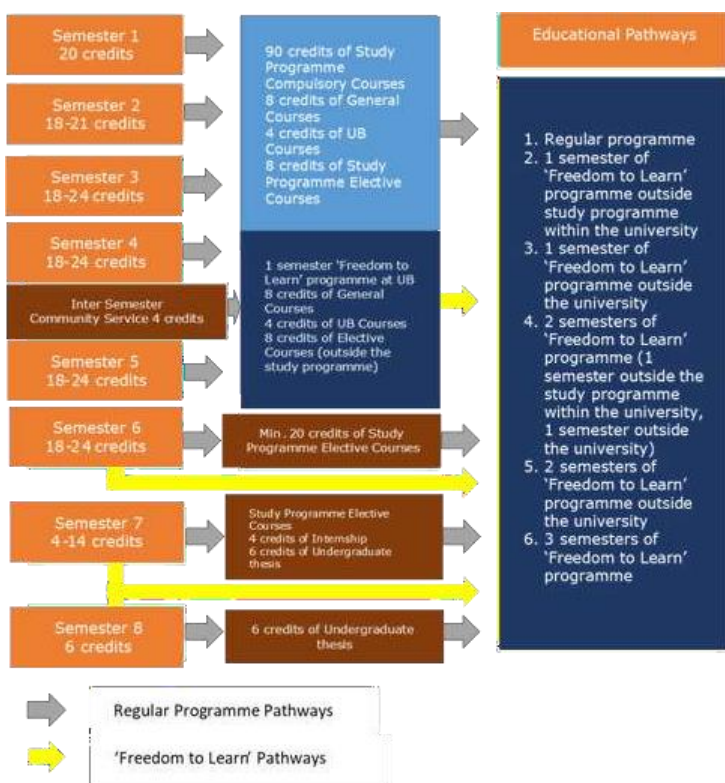 Semester 1
20 credits
Semester 2
18-21 credits
Semester 3
18-24 credits
Semester 4
18-24 credits
Inter Semester
Community Service 4 credits
Semester 5
18-24 credits
Semester 6
18-24 credits
Semester 7
4-14 credits
Semester 8
6 credits
90 credits of Study
Programme
Compulsory Courses
8 credits of General
Courses
4 credits of UB
Courses
8 credits of Study
Programme Elective
Courses
1 semester 'Freedom to
Learn' programme at UB
8 credits of General
Courses
4 credits of UB Courses
8 credits of Elective
Courses (outside the
study programme)
Min. 20 credits of Study
Programme Elective Courses
Study Programme Elective
Courses
4 credits of Internship
6 credits of Undergraduate
thesis
6 credits of Undergraduate
thesis
Educational Pathways
1. Regular programme
2. 1 semester of
'Freedom to Learn'
programme outside
study programme
within the university
3. 1 semester of
'Freedom to Learn'
programme outside
the university
4. 2 semesters of
'Freedom to Learn'
programme (1
semester outside the
study programme
within the university,
1 semester outside
the university)
5. 2 semesters of
'Freedom to Learn'
programme outside
the university
6. 3 semesters of
'Freedom to Learn'
programme
Regular Programme Pathways
'Freedom to Learn' Pathways